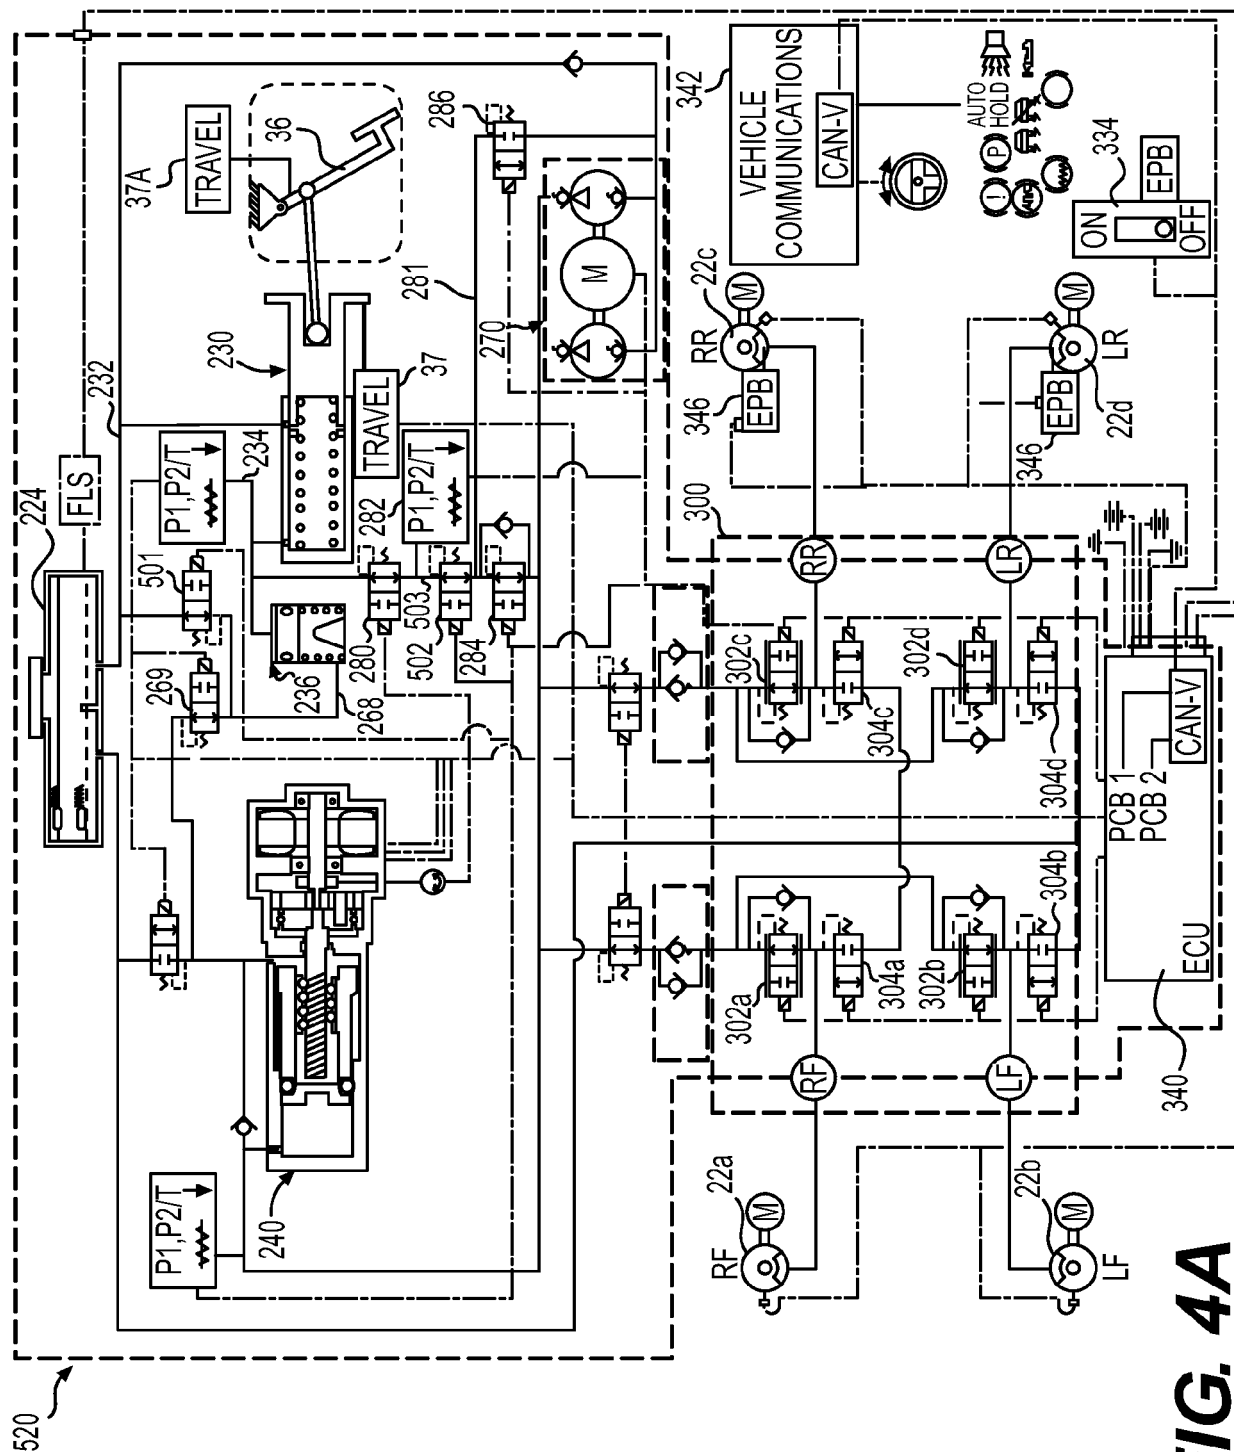 520
224
FLS
232
37A
TRAVEL
36
501
P1,P2/T
234
230
269
236
268
280
503
502
284
282
P1,P2/T
TRAVEL
37
281
270
M
286
P1,P2/T
240
342
VEHICLE
COMMUNICATIONS
CAN-V
AUTO
HOLD
P
!
334
ON
OFF
EPB
RR
22c
M
346
EPB
LR
22d
M
346
EPB
300
RR
LR
302c
304c
302d
304d
302a
304a
302b
304b
RF
LF
PCB 1
PCB 2
CAN-V
ECU
340
RF
22a
M
LF
22b
M
FIG. 4A